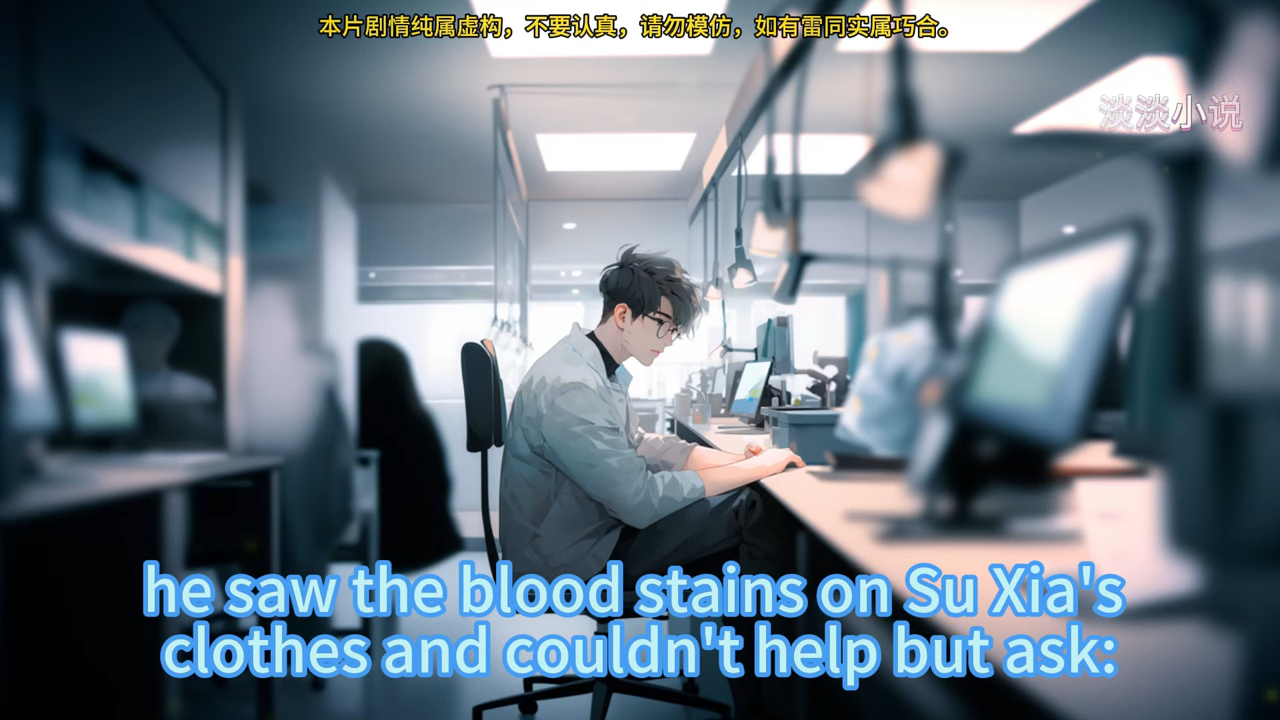 本片剧情纯属虚构，不要认真，请勿模仿，如有雷同实属巧合。
淡淡小说
he saw the blood stains on Su Xia's
clothes and couldn't help but ask: